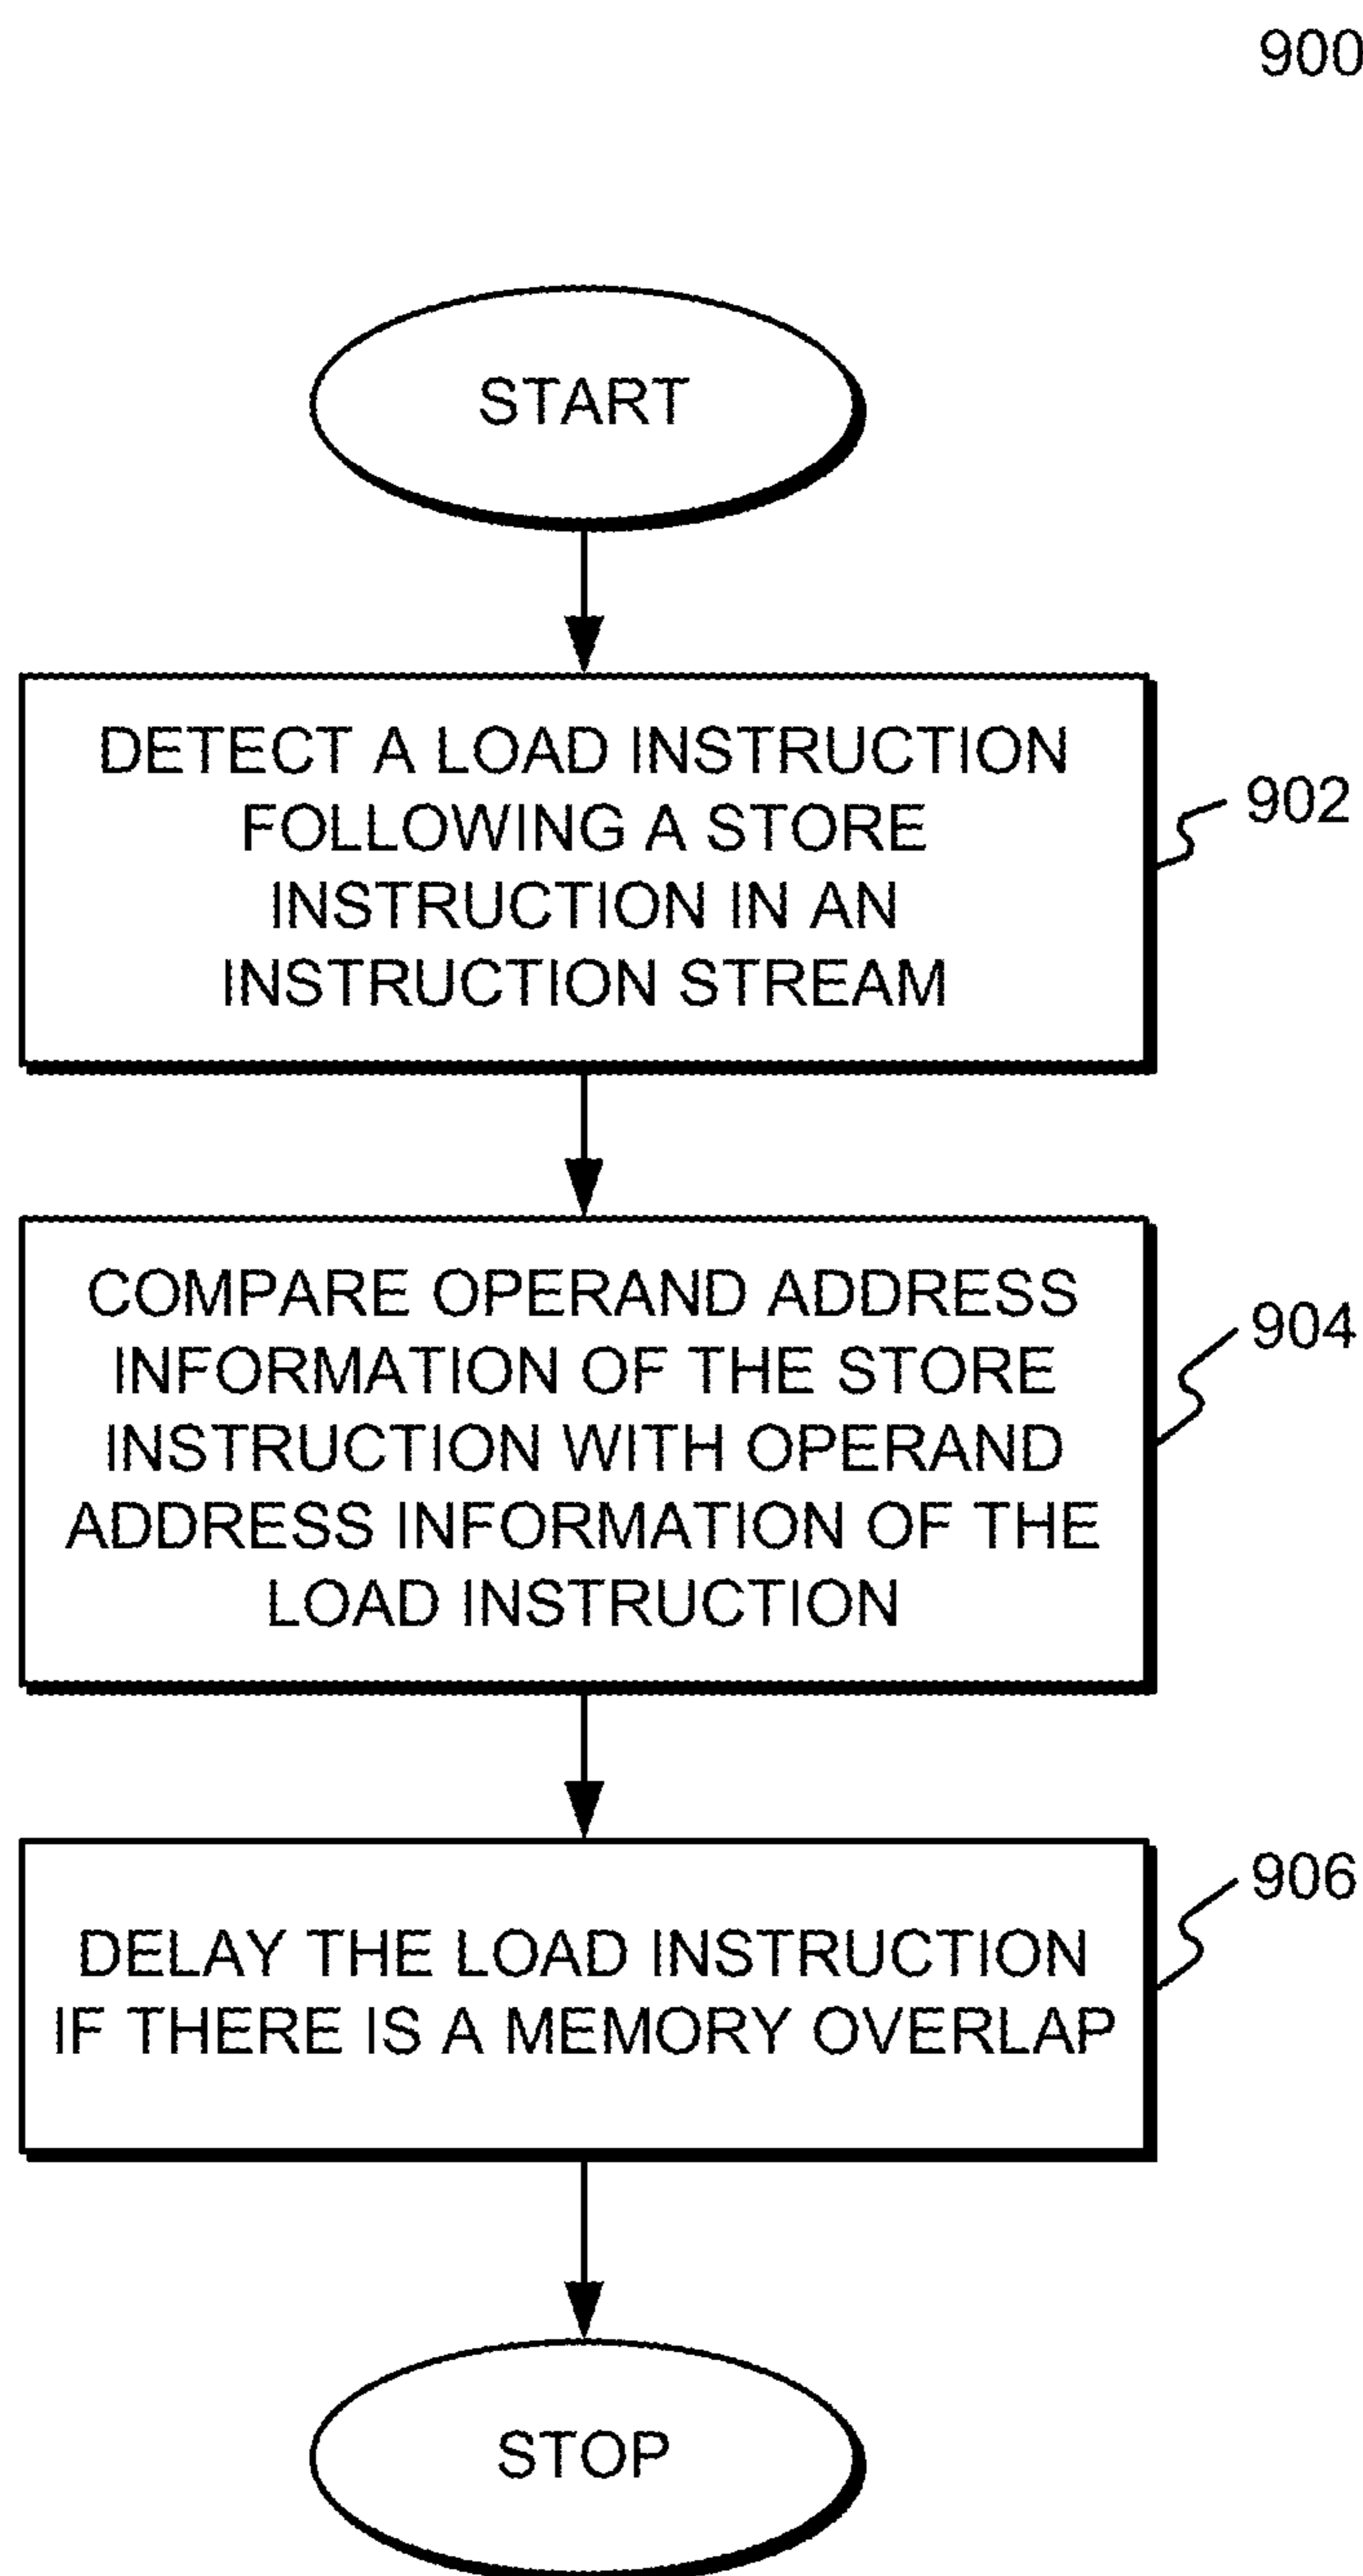 900
START
DETECT A LOAD INSTRUCTION
FOLLOWING A STORE
INSTRUCTION IN AN
INSTRUCTION STREAM
902
COMPARE OPERAND ADDRESS
INFORMATION OF THE STORE
INSTRUCTION WITH OPERAND
ADDRESS INFORMATION OF THE
LOAD INSTRUCTION
904
DELAY THE LOAD INSTRUCTION
IF THERE IS A MEMORY OVERLAP
906
STOP